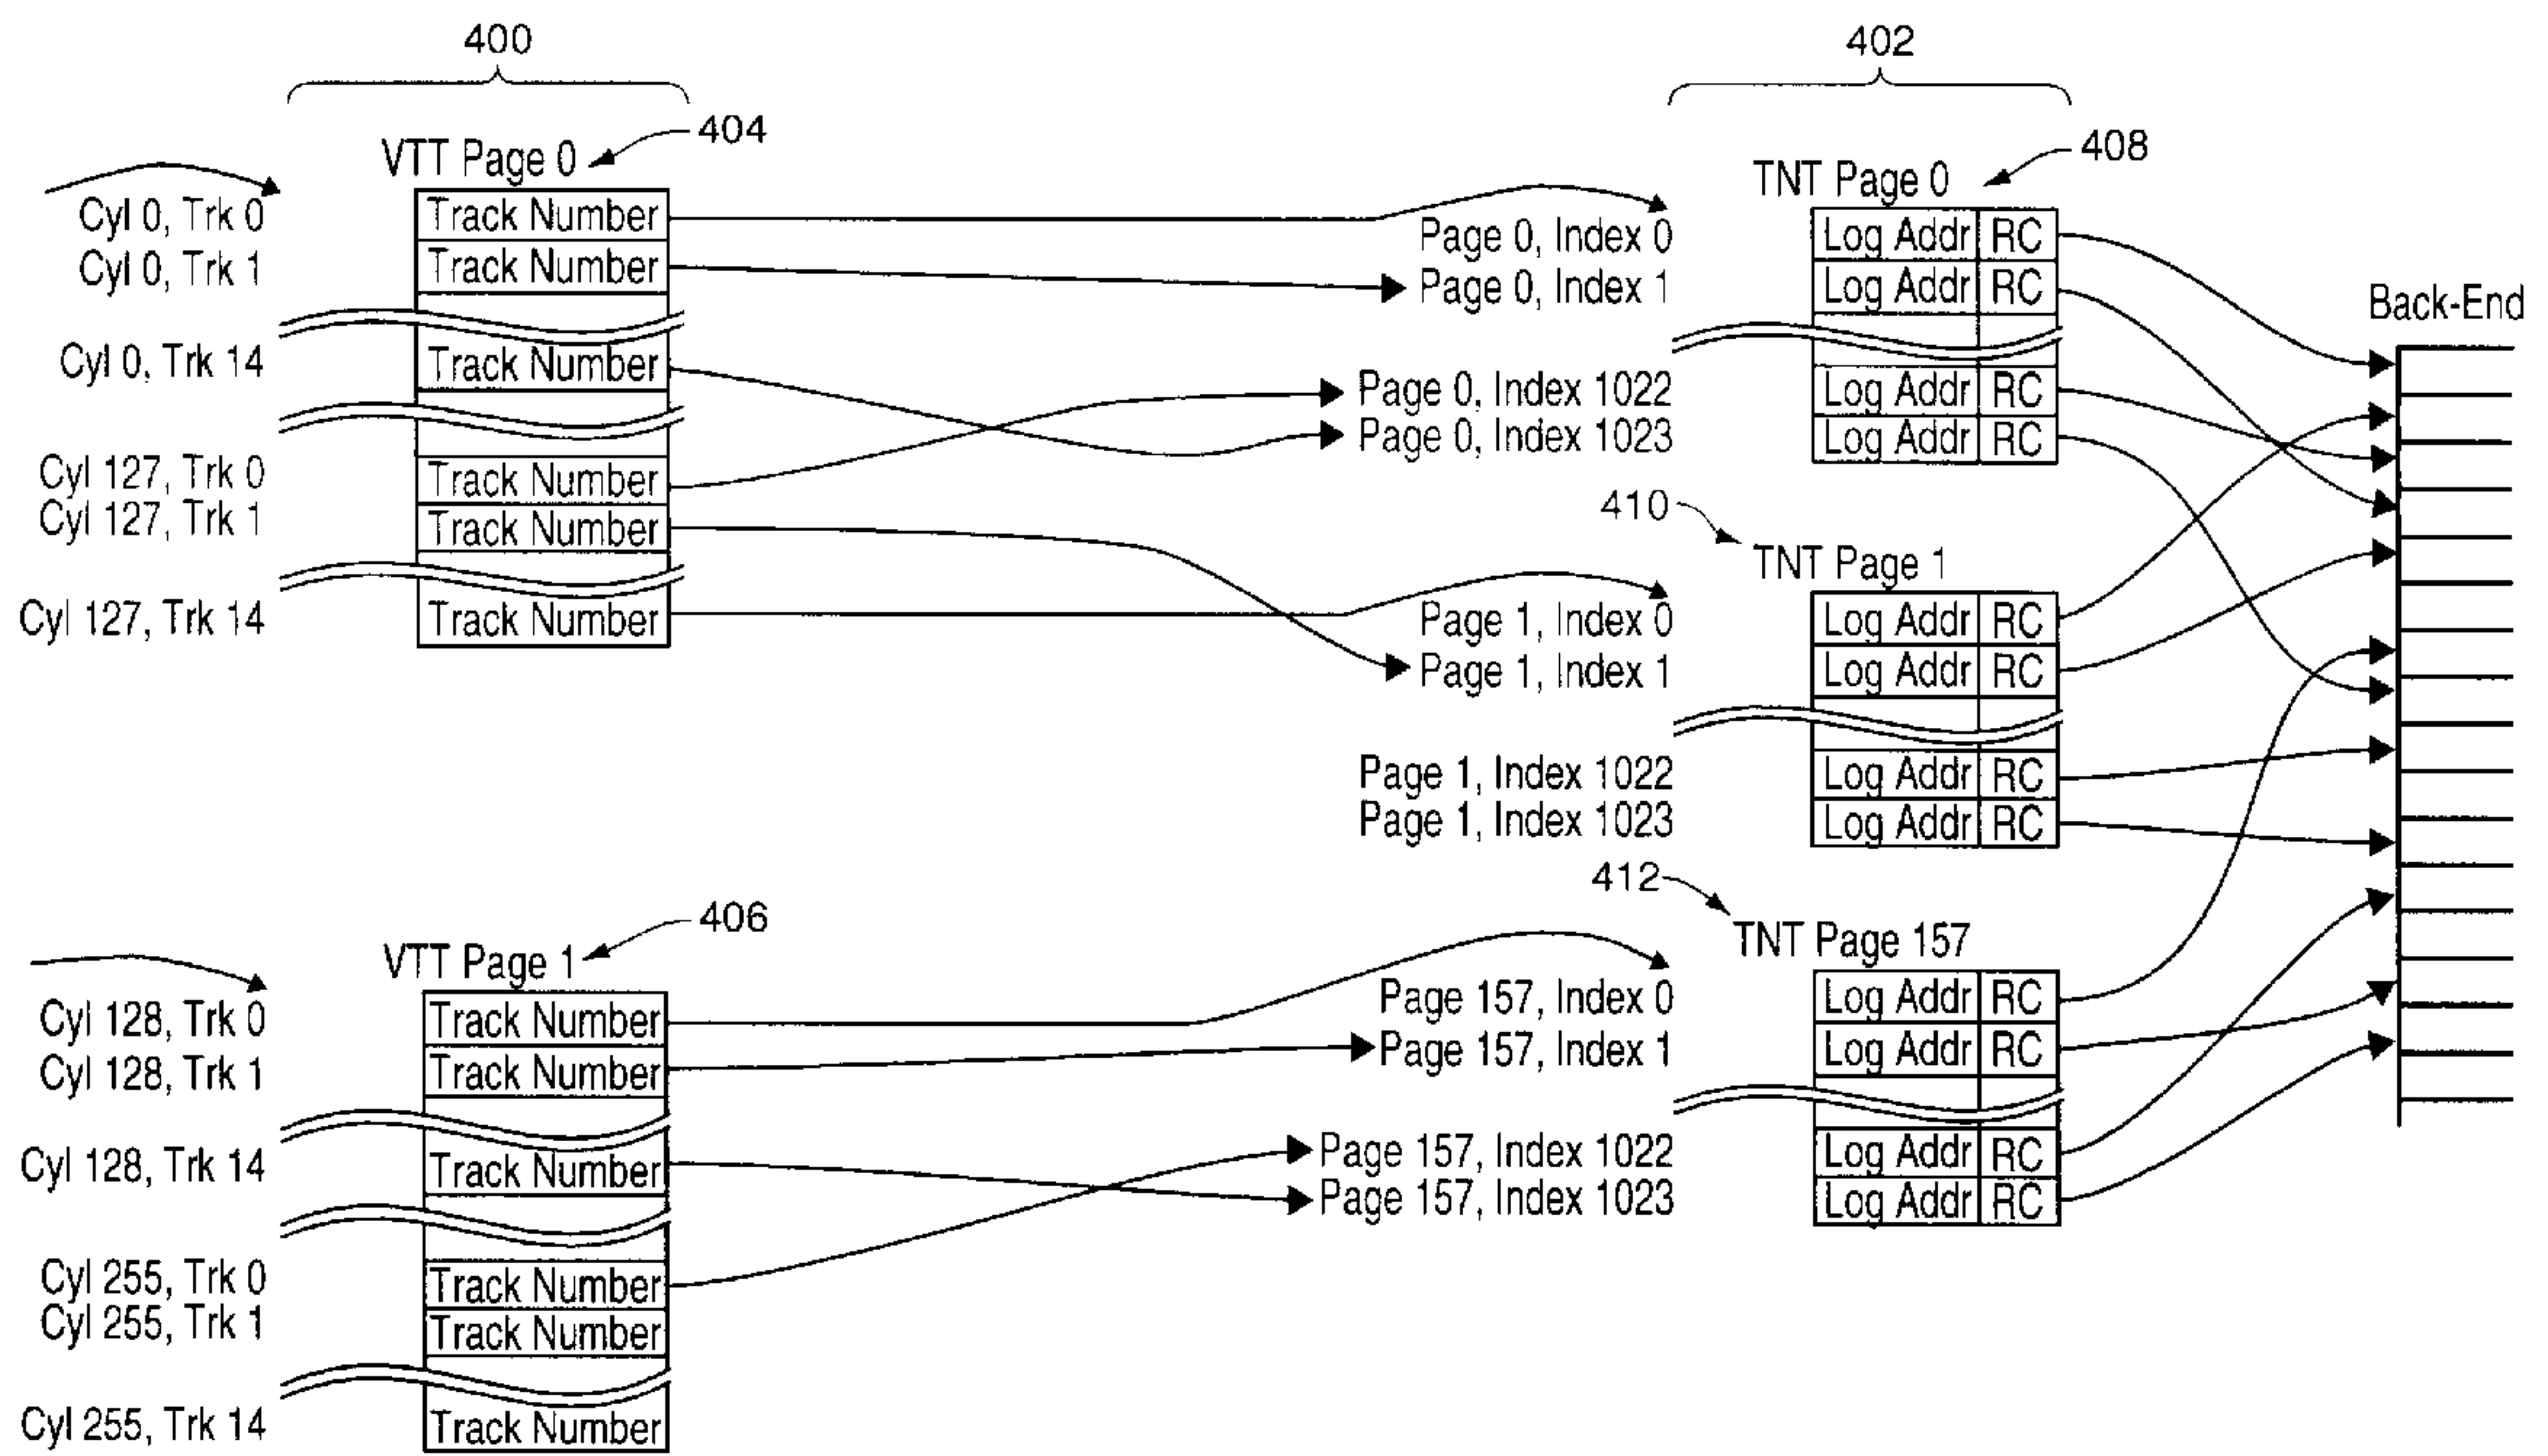 400
404
VTT Page 0
Cyl 0, Trk 0
Track Number
Cyl 0, Trk 1
Track Number
Cyl 0, Trk 14
Track Number
Cyl 127, Trk 0
Track Number
Cyl 127, Trk 1
Track Number
Cyl 127, Trk 14
Track Number
406
VTT Page 1
Cyl 128, Trk 0
Track Number
Cyl 128, Trk 1
Track Number
Cyl 128, Trk 14
Track Number
Cyl 255, Trk 0
Track Number
Cyl 255, Trk 1
Track Number
Cyl 255, Trk 14
Track Number
402
408
TNT Page 0
Page 0, Index 0
Log Addr RC
Page 0, Index 1
Log Addr RC
Page 0, Index 1022
Log Addr RC
Page 0, Index 1023
Log Addr RC
410
TNT Page 1
Page 1, Index 0
Log Addr RC
Page 1, Index 1
Log Addr RC
Page 1, Index 1022
Log Addr RC
Page 1, Index 1023
Log Addr RC
412
TNT Page 157
Page 157, Index 0
Log Addr RC
Page 157, Index 1
Log Addr RC
Page 157, Index 1022
Log Addr RC
Page 157, Index 1023
Log Addr RC
Back-End